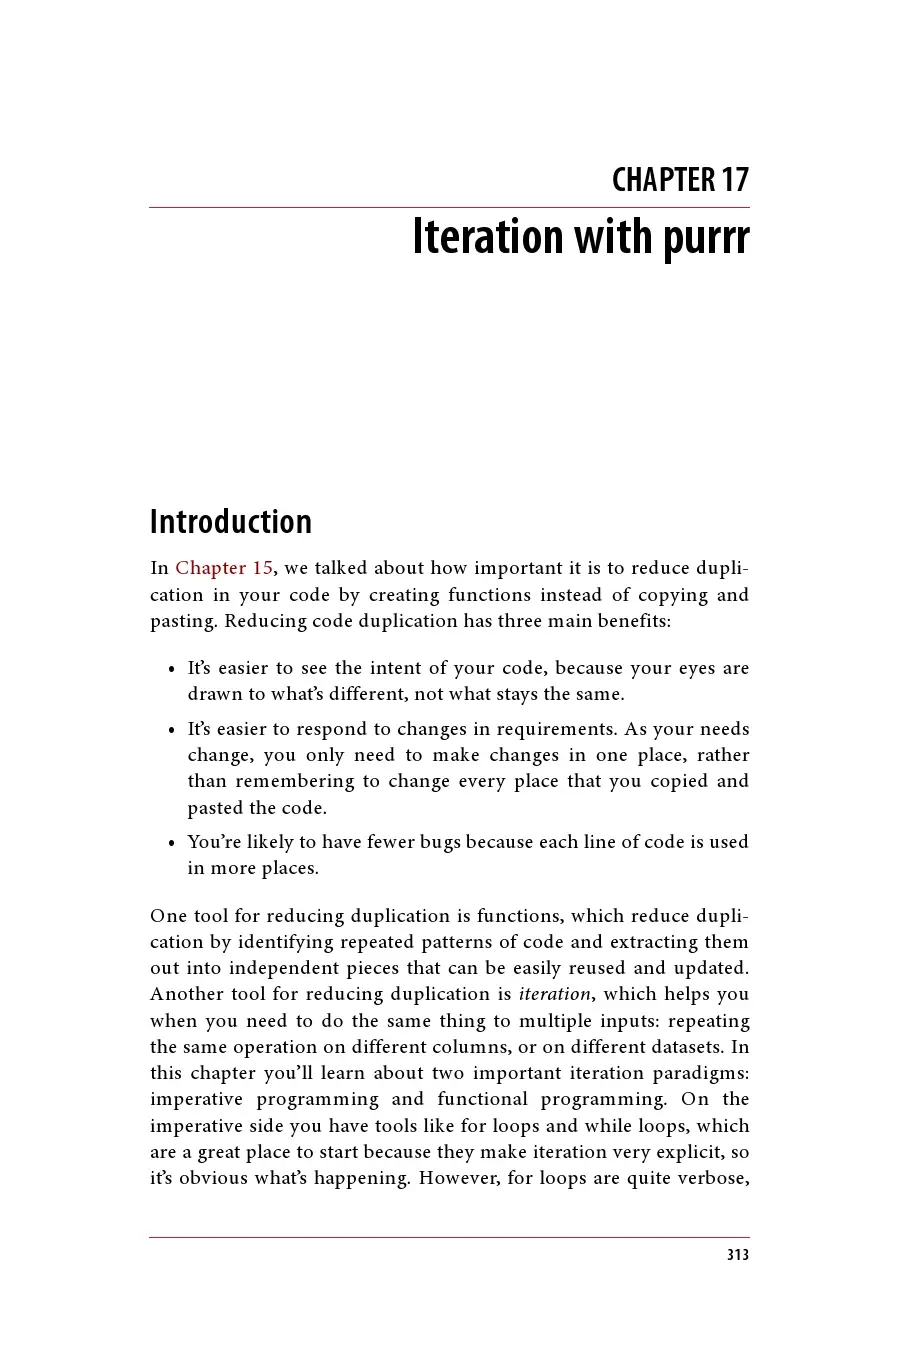 CHAPTER 17
Iteration with purrr
Introduction
In Chapter 15, we talked about how important it is to reduce dupli-
cation in your code by creating functions instead of copying and
pasting. Reducing code duplication has three main benefits:
• It’s easier to see the intent of your code, because your eyes are
drawn to what’s different, not what stays the same.
• It’s easier to respond to changes in requirements. As your needs
change, you only need to make changes in one place, rather
than remembering to change every place that you copied and
pasted the code.
• You’re likely to have fewer bugs because each line of code is used
in more places.
One tool for reducing duplication is functions, which reduce dupli-
cation by identifying repeated patterns of code and extracting them
out into independent pieces that can be easily reused and updated.
Another tool for reducing duplication is iteration, which helps you
when you need to do the same thing to multiple inputs: repeating
the same operation on different columns, or on different datasets. In
this chapter you’ll learn about two important iteration paradigms:
imperative programming and functional programming. On the
imperative side you have tools like for loops and while loops, which
are a great place to start because they make iteration very explicit, so
it’s obvious what’s happening. However, for loops are quite verbose,
313